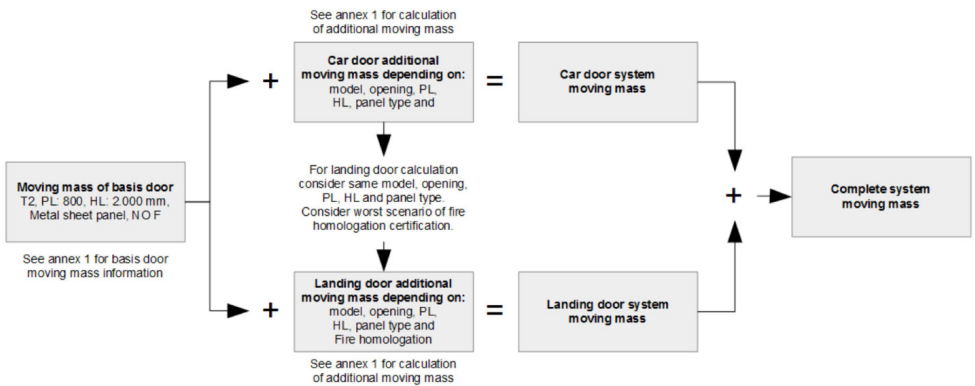 See annex 1 for calculation
of additional moving mass
Car door additional
moving mass depending on:
model, opening, PL,
HL, panel type and
+
=
Car door system
moving mass
For landing door calculation
consider same model, opening,
PL, HL and panel type.
Consider worst scenario of fire
homologation certification.
Moving mass of basis door
T2, PL: 800, HL: 2.000 mm,
Metal sheet panel, N O F
See annex 1 for basis door
moving mass information
+
Complete system
moving mass
+
Landing door additional
moving mass depending on:
model, opening, PL,
HL, panel type and
Fire homologation
=
Landing door system
moving mass
See annex 1 for calculation
of additional moving mass